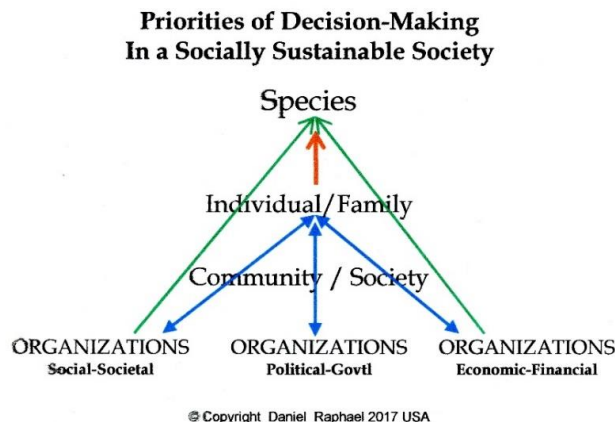 Priorities of Decision-Making
In a Socially Sustainable Society
Species
Individual/Family
Community / Society
ORGANIZATIONS ORGANIZATIONS ORGANIZATIONS
Social-Societal Political-Govtl Economic-Financial
© Copyright Daniel Raphael 2017 USA